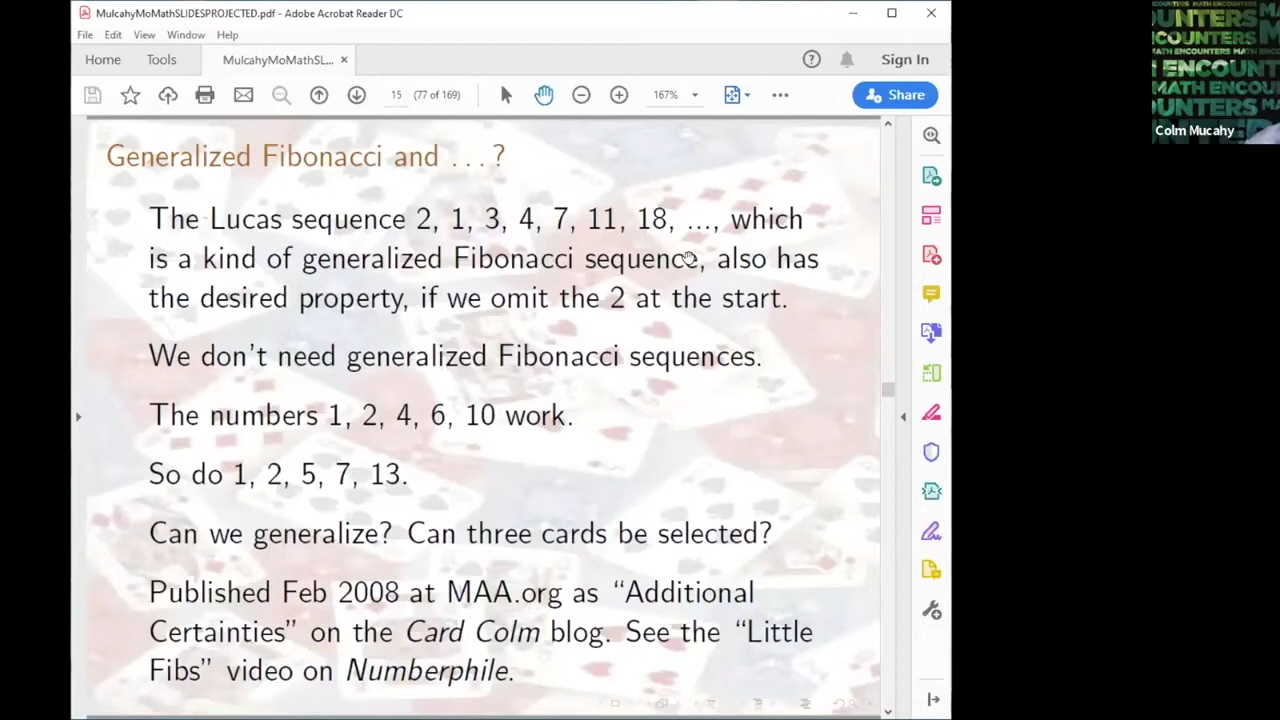 MulcahyMoMathSLIDESPROJECTED.pdf - Adobe Acrobat Reader DC
File Edit View Window Help
Home Tools MulcahyMoMathSL... × Sign In
15 (77 of 169) 167% Share
Generalized Fibonacci and . . . ?
The Lucas sequence 2, 1, 3, 4, 7, 11, 18, ..., which
is a kind of generalized Fibonacci sequence, also has
the desired property, if we omit the 2 at the start.
We don't need generalized Fibonacci sequences.
The numbers 1, 2, 4, 6, 10 work.
So do 1, 2, 5, 7, 13.
Can we generalize? Can three cards be selected?
Published Feb 2008 at MAA.org as “Additional
Certainties” on the Card Colm blog. See the “Little
Fibs” video on Numberphile.
MATH ENCOUNTERS
Colm Mucahy